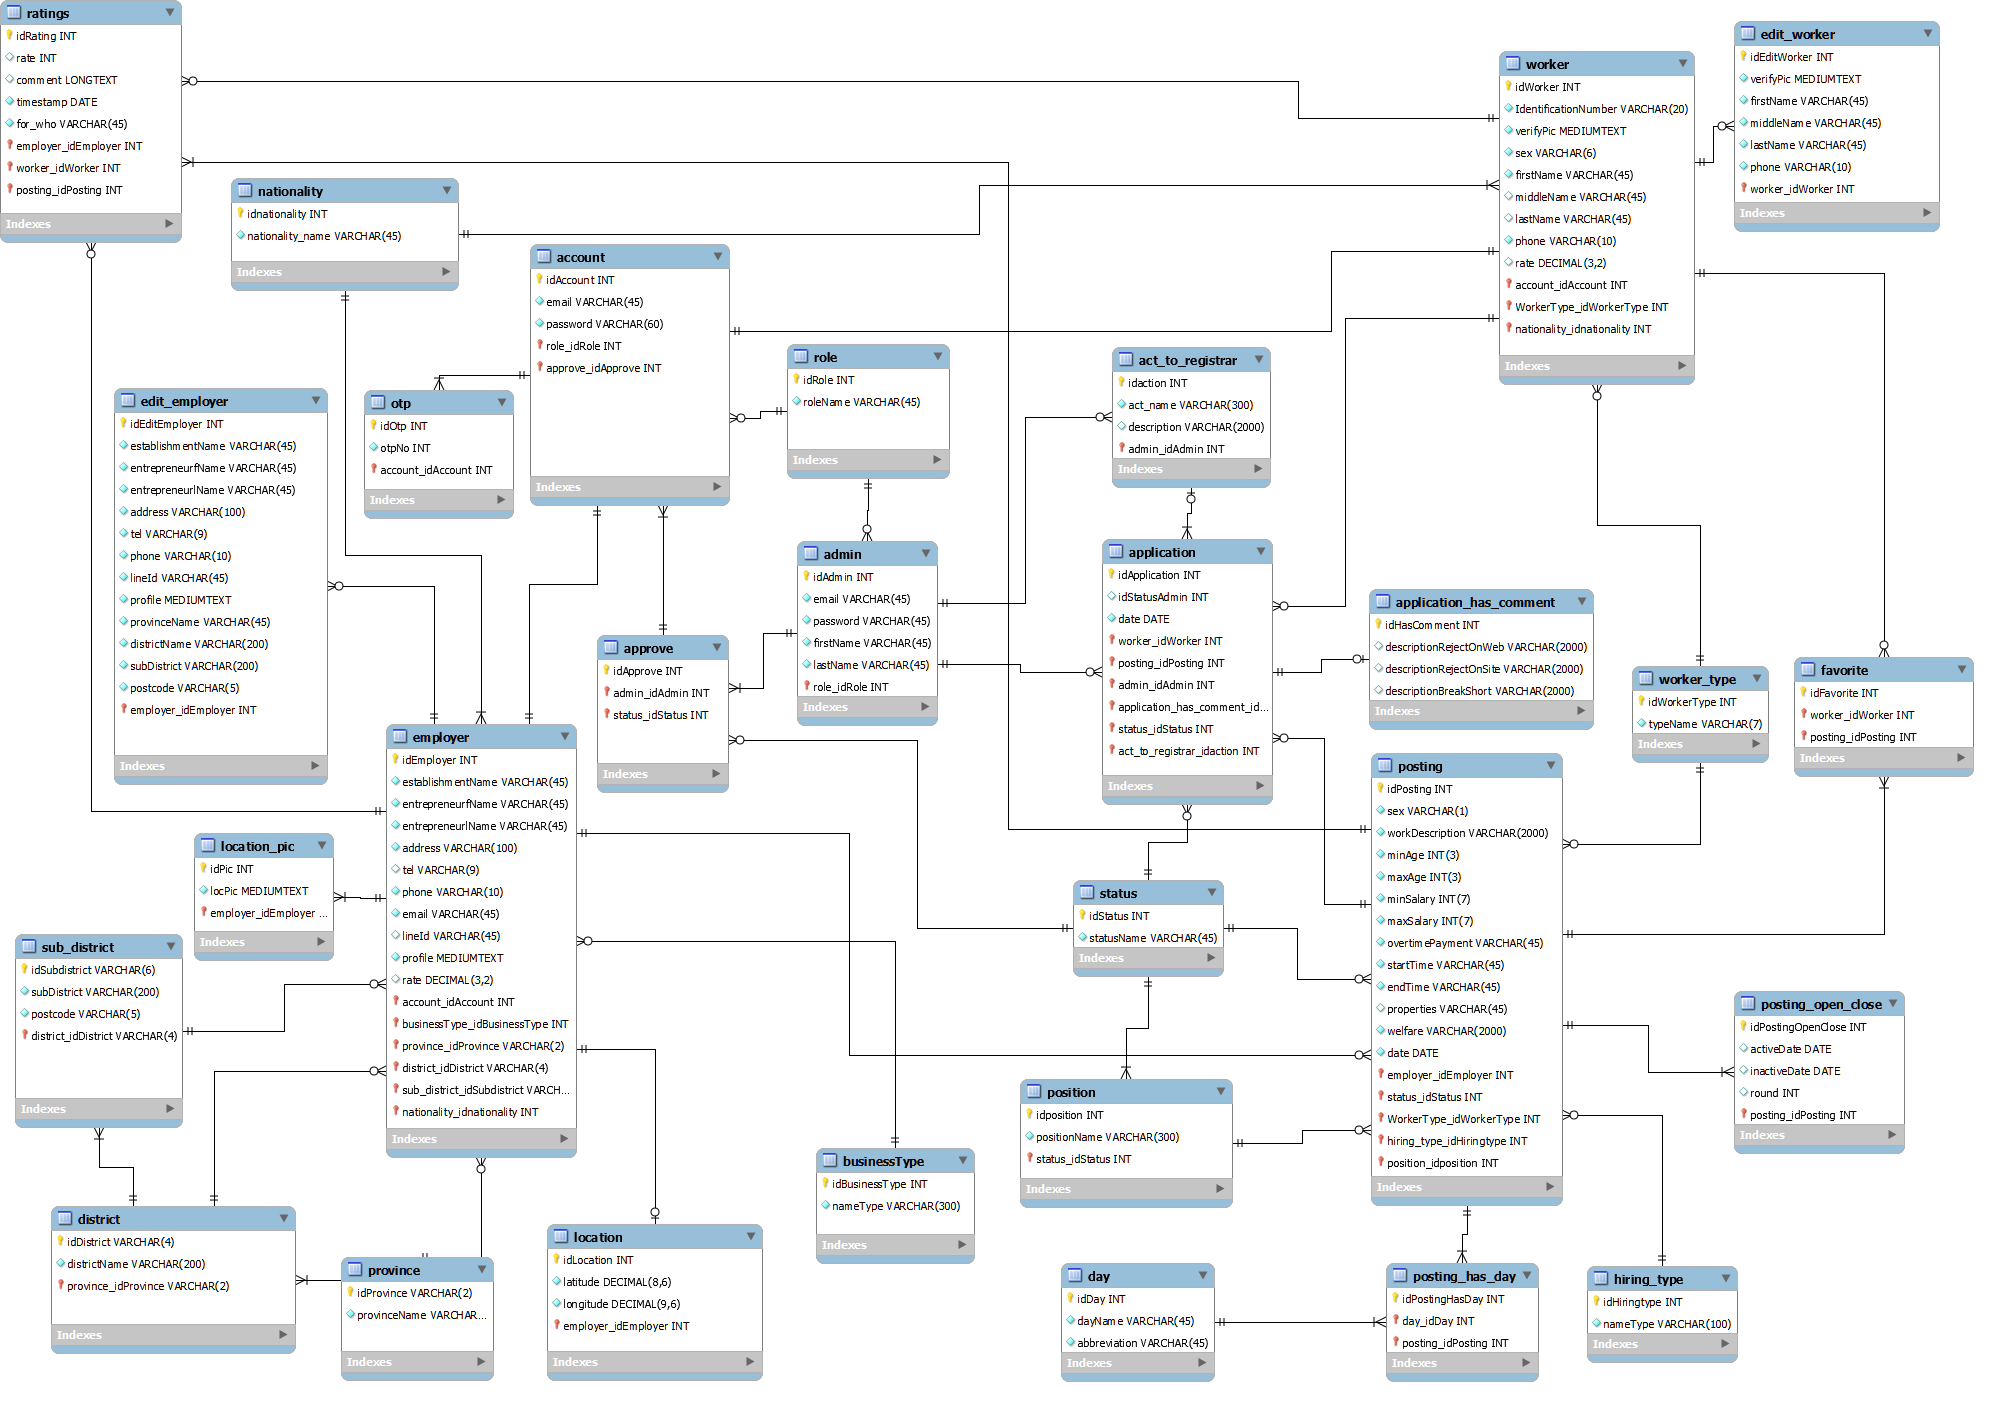 ratings
idRating INT
rate INT
comment LONGTEXT
timestamp DATE
for_who VARCHAR(45)
employer_idEmployer INT
worker_idWorker INT
posting_idPosting INT
Indexes
nationality
idnationality INT
nationality_name VARCHAR(45)
Indexes
account
idAccount INT
email VARCHAR(45)
password VARCHAR(60)
role_idRole INT
approve_idApprove INT
Indexes
worker
idWorker INT
IdentificationNumber VARCHAR(20)
verifyPic MEDIUMTEXT
sex VARCHAR(6)
firstName VARCHAR(45)
middleName VARCHAR(45)
lastName VARCHAR(45)
phone VARCHAR(10)
rate DECIMAL(3,2)
account_idAccount INT
WorkerType_idWorkerType INT
nationality_idnationality INT
Indexes
edit_worker
idEditWorker INT
verifyPic MEDIUMTEXT
firstName VARCHAR(45)
middleName VARCHAR(45)
lastName VARCHAR(45)
phone VARCHAR(10)
worker_idWorker INT
Indexes
edit_employer
idEditEmployer INT
establishmentName VARCHAR(45)
entrepreneurfName VARCHAR(45)
entrepreneurlName VARCHAR(45)
address VARCHAR(100)
tel VARCHAR(9)
phone VARCHAR(10)
lineId VARCHAR(45)
profile MEDIUMTEXT
provinceName VARCHAR(45)
districtName VARCHAR(200)
subDistrict VARCHAR(200)
postcode VARCHAR(5)
employer_idEmployer INT
Indexes
otp
idOtp INT
otpNo INT
account_idAccount INT
Indexes
role
idRole INT
roleName VARCHAR(45)
Indexes
act_to_registrar
idaction INT
act_name VARCHAR(300)
description VARCHAR(2000)
admin_idAdmin INT
Indexes
admin
idAdmin INT
email VARCHAR(45)
password VARCHAR(45)
firstName VARCHAR(45)
lastName VARCHAR(45)
role_idRole INT
Indexes
application
idApplication INT
idStatusAdmin INT
date DATE
worker_idWorker INT
posting_idPosting INT
admin_idAdmin INT
application_has_comment_id...
status_idStatus INT
act_to_registrar_idaction INT
Indexes
application_has_comment
idHasComment INT
descriptionRejectOnWeb VARCHAR(2000)
descriptionRejectOnSite VARCHAR(2000)
descriptionBreakShort VARCHAR(2000)
Indexes
approve
idApprove INT
admin_idAdmin INT
status_idStatus INT
Indexes
worker_type
idWorkerType INT
typeName VARCHAR(7)
Indexes
favorite
idFavorite INT
worker_idWorker INT
posting_idPosting INT
Indexes
employer
idEmployer INT
establishmentName VARCHAR(45)
entrepreneurfName VARCHAR(45)
entrepreneurlName VARCHAR(45)
address VARCHAR(100)
tel VARCHAR(9)
phone VARCHAR(10)
email VARCHAR(45)
lineId VARCHAR(45)
profile MEDIUMTEXT
rate DECIMAL(3,2)
account_idAccount INT
businessType_idBusinessType INT
province_idProvince VARCHAR(2)
district_idDistrict VARCHAR(4)
sub_district_idSubdistrict VARCH...
nationality_idnationality INT
Indexes
posting
idPosting INT
sex VARCHAR(1)
workDescription VARCHAR(2000)
minAge INT(3)
maxAge INT(3)
minSalary INT(7)
maxSalary INT(7)
overtimePayment VARCHAR(45)
startTime VARCHAR(45)
endTime VARCHAR(45)
properties VARCHAR(45)
welfare VARCHAR(2000)
date DATE
employer_idEmployer INT
status_idStatus INT
WorkerType_idWorkerType INT
hiring_type_idHiringtype INT
position_idposition INT
Indexes
location_pic
idPic INT
locPic MEDIUMTEXT
employer_idEmployer ...
Indexes
status
idStatus INT
statusName VARCHAR(45)
Indexes
sub_district
idSubdistrict VARCHAR(6)
subDistrict VARCHAR(200)
postcode VARCHAR(5)
district_idDistrict VARCHAR(4)
Indexes
posting_open_close
idPostingOpenClose INT
activeDate DATE
inactiveDate DATE
round INT
posting_idPosting INT
Indexes
position
idposition INT
positionName VARCHAR(300)
status_idStatus INT
Indexes
businessType
idBusinessType INT
nameType VARCHAR(300)
Indexes
district
idDistrict VARCHAR(4)
districtName VARCHAR(200)
province_idProvince VARCHAR(2)
Indexes
province
idProvince VARCHAR(2)
provinceName VARCHAR...
Indexes
location
idLocation INT
latitude DECIMAL(8,6)
longitude DECIMAL(9,6)
employer_idEmployer INT
Indexes
day
idDay INT
dayName VARCHAR(45)
abbreviation VARCHAR(45)
Indexes
posting_has_day
idPostingHasDay INT
day_idDay INT
posting_idPosting INT
Indexes
hiring_type
idHiringtype INT
nameType VARCHAR(100)
Indexes